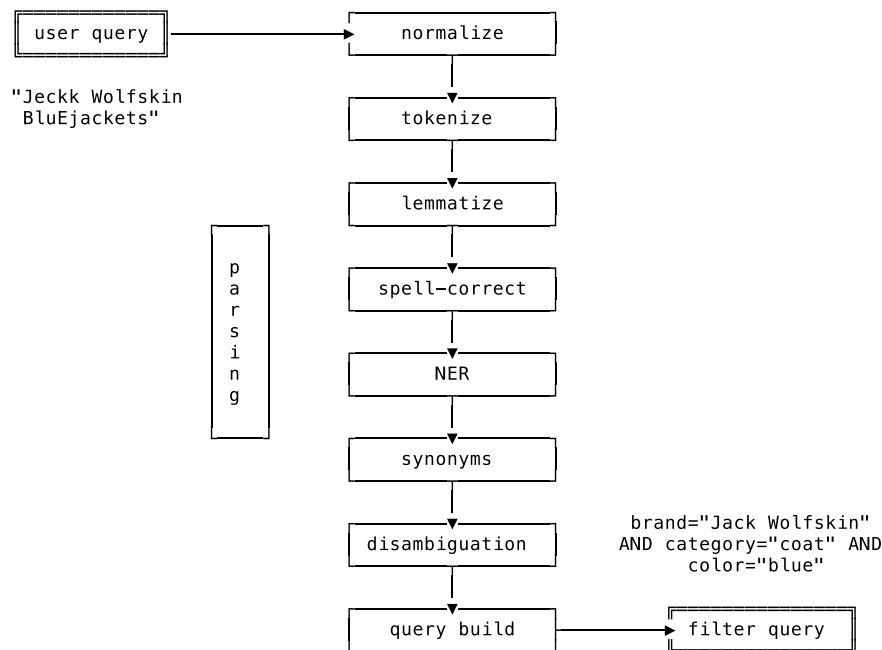 user query
normalize
"Jeckk Wolfskin
BluEjackets"
tokenize
lemmatize
parsing
spell–correct
NER
synonyms
disambiguation
brand="Jack Wolfskin"
AND category="coat" AND
color="blue"
query build
filter query